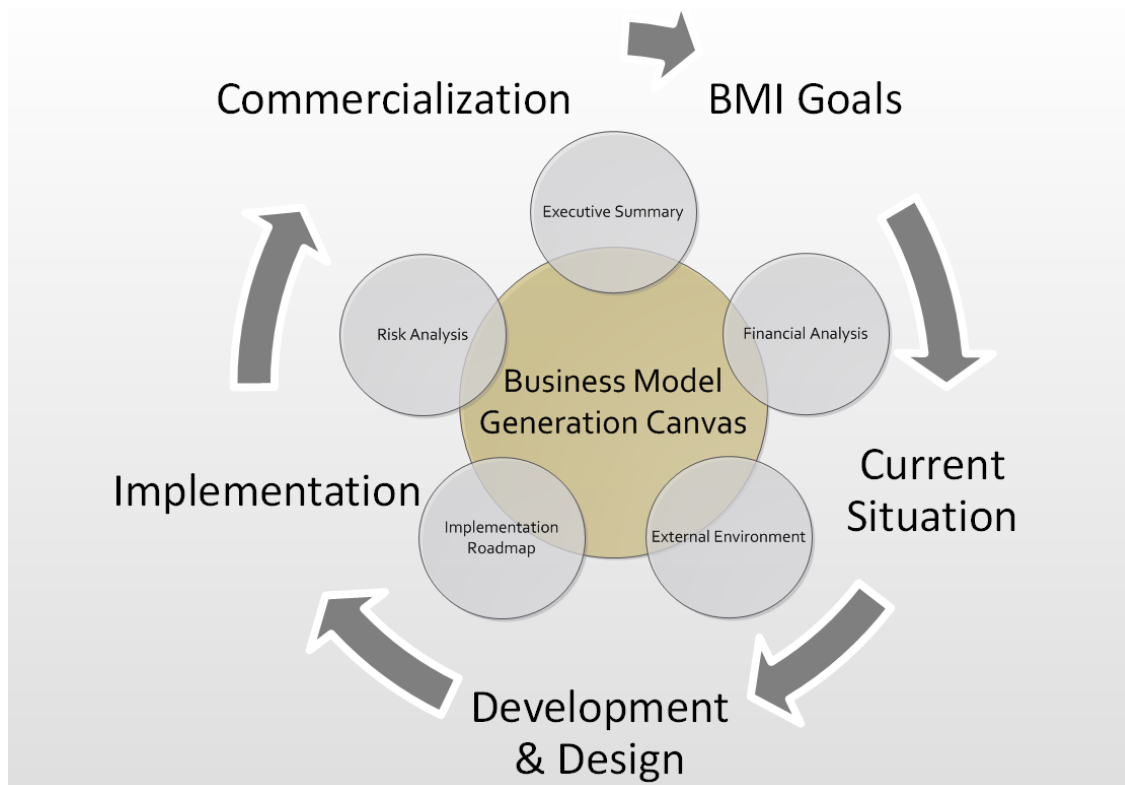 Commercialization
BMI Goals
Executive Summary
Risk Analysis
Financial Analysis
Business Model
Generation Canvas
Current
Situation
Implementation
Implementation
Roadmap
External Environment
Development
& Design